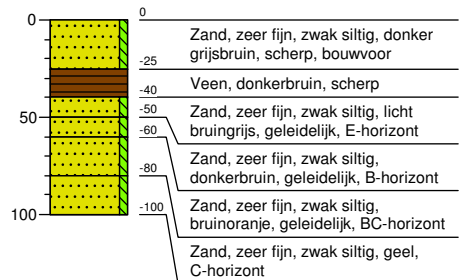 0
0
Zand, zeer fijn, zwak siltig, donker
grijsbruin, scherp, bouwvoor
-25
Veen, donkerbruin, scherp
-40
Zand, zeer fijn, zwak siltig, licht
bruingrijs, geleidelijk, E-horizont
50
-50
-60
Zand, zeer fijn, zwak siltig,
donkerbruin, geleidelijk, B-horizont
-80
Zand, zeer fijn, zwak siltig,
bruinoranje, geleidelijk, BC-horizont
100
-100
Zand, zeer fijn, zwak siltig, geel,
C-horizont